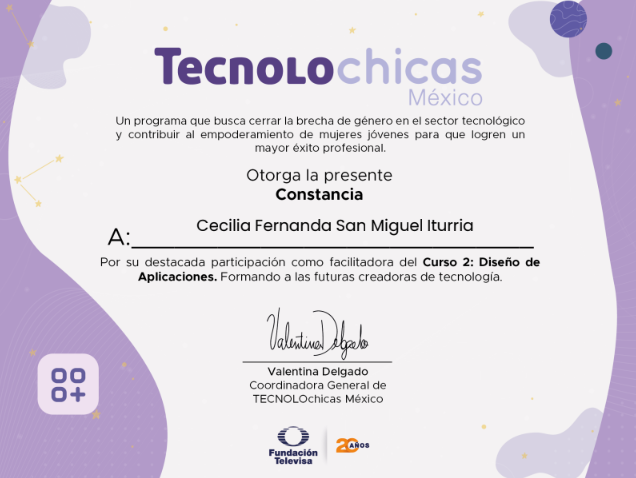 Tecnolochicas
México
Un programa que busca cerrar la brecha de género en el sector tecnológico
y contribuir al empoderamiento de mujeres jóvenes para que logren un
mayor éxito profesional.
Otorga la presente
Constancia
A: Cecilia Fernanda San Miguel Iturria
Por su destacada participación como facilitadora del Curso 2: Diseño de
Aplicaciones. Formando a las futuras creadoras de tecnología.
Valentina Delgado
Valentina Delgado
Coordinadora General de
TECNOLOchicas México
Fundación
Televisa
20 AÑOS